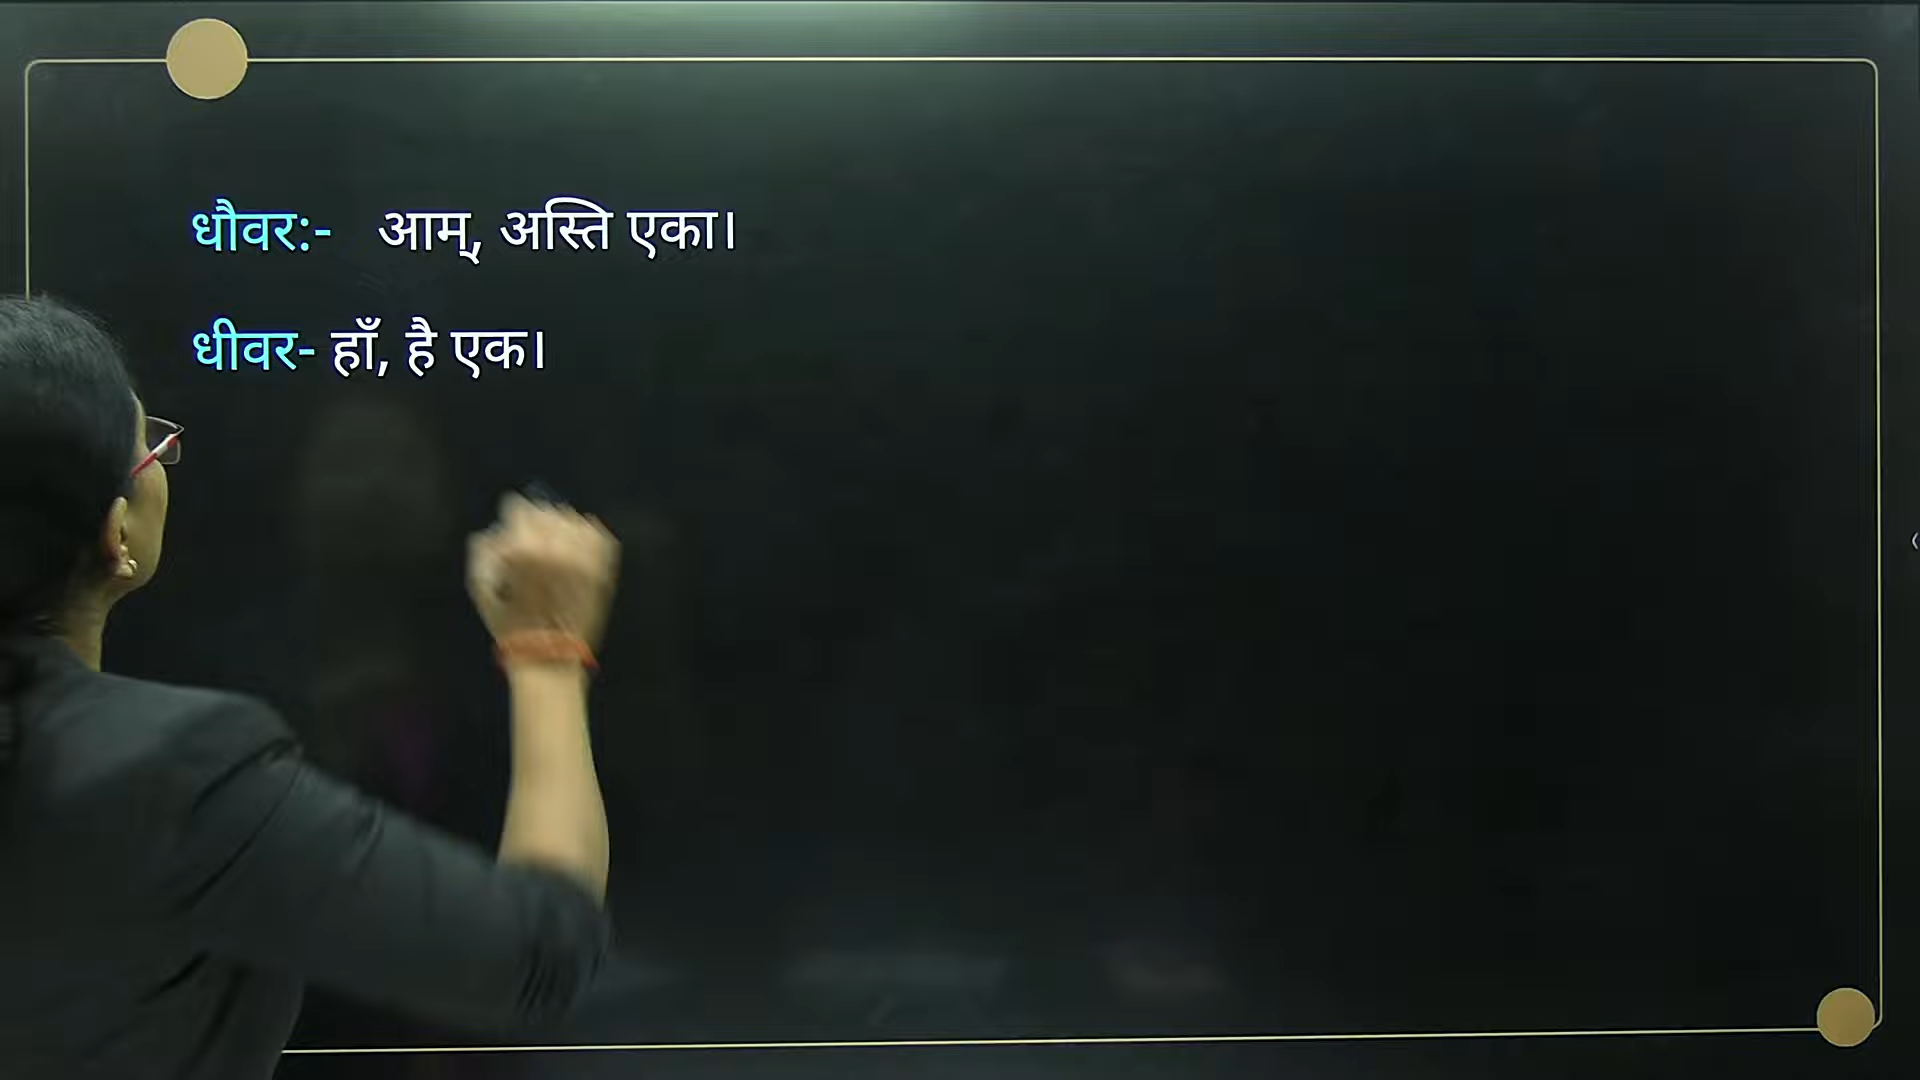 धौवर:- आम्, अस्ति एका।
धीवर- हाँ, है एक।